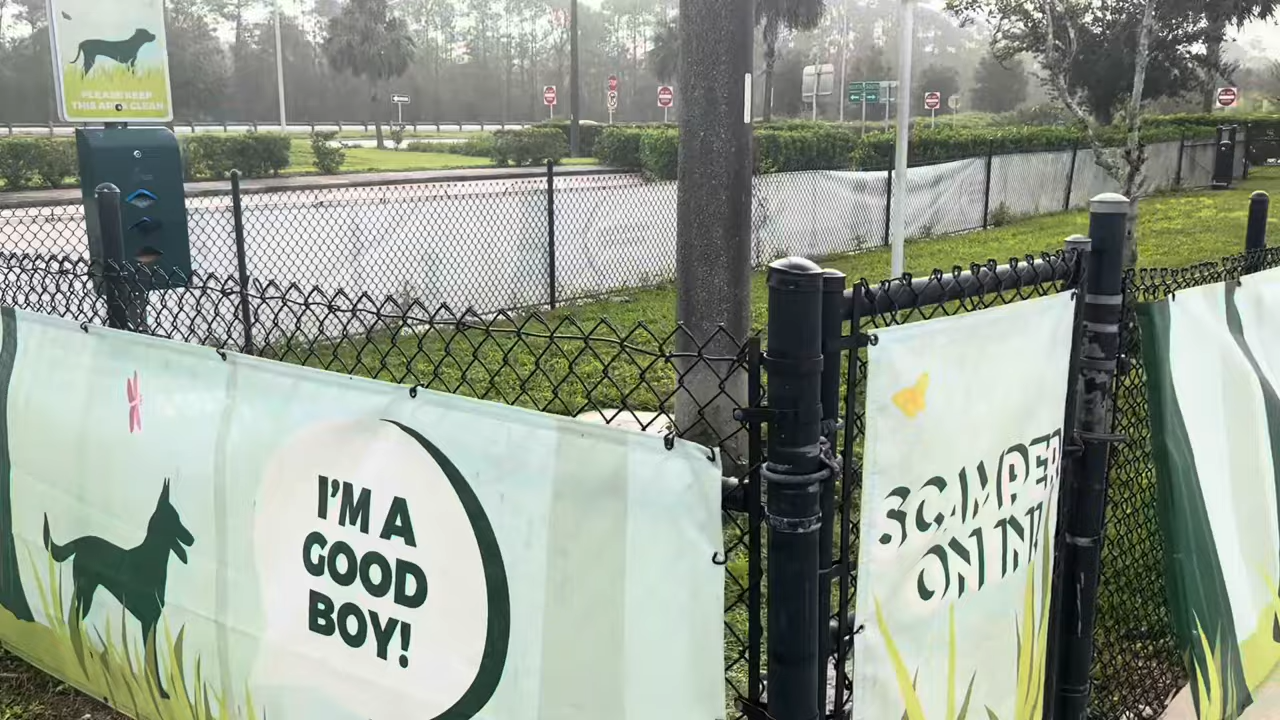 PLEASE KEEP
THIS AREA CLEAN
I'M A
GOOD
BOY!
SCAMPER
ON IN!